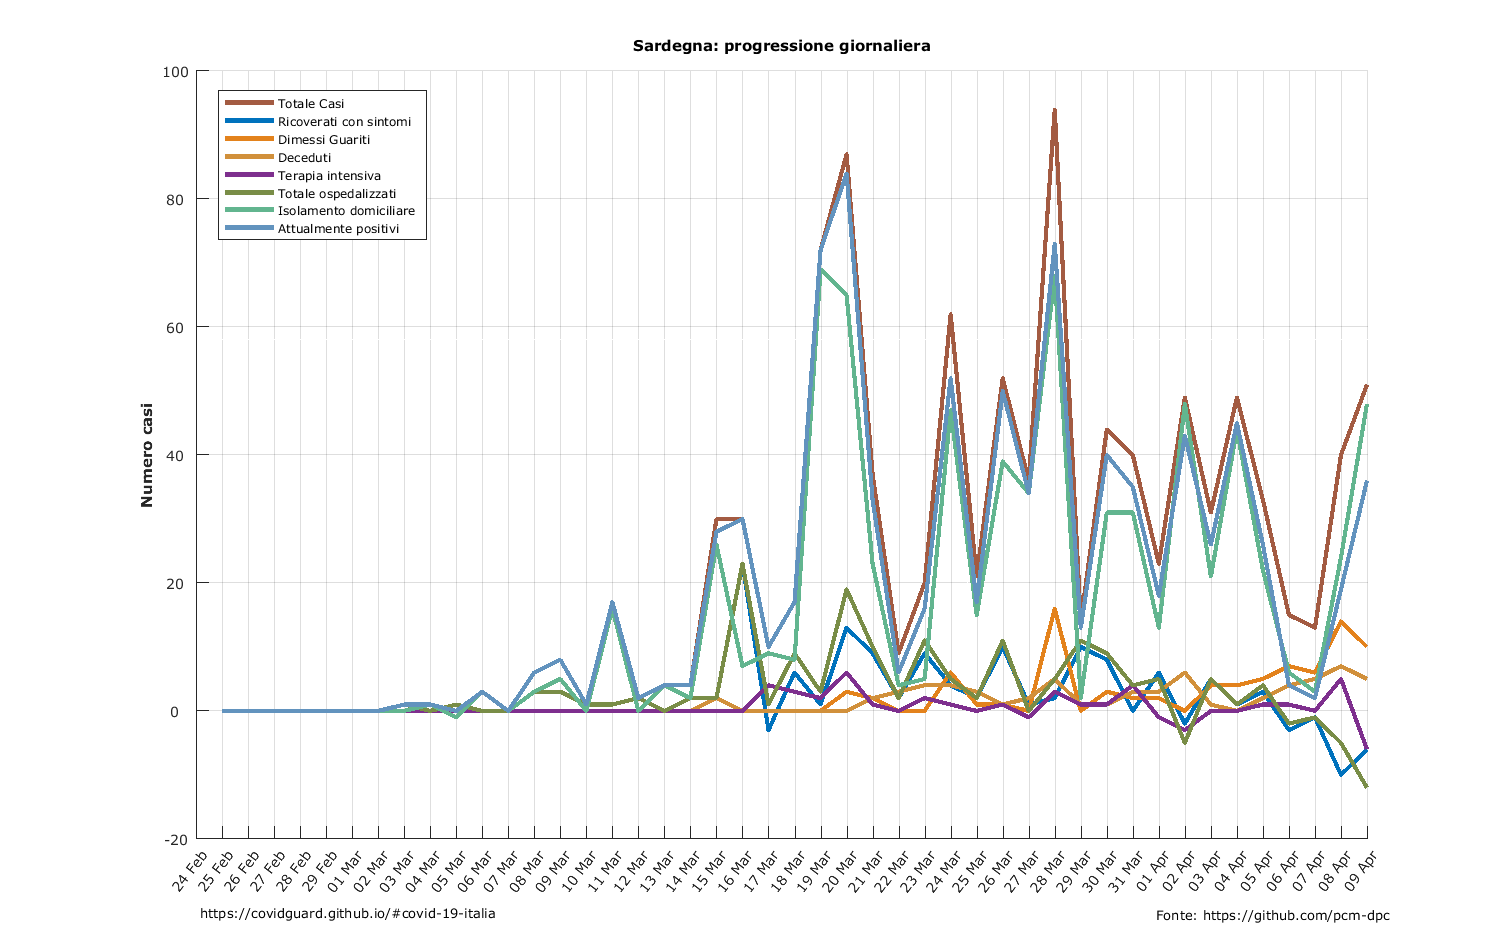 Sardegna: progressione giornaliera
100
80
60
40
20
0
-20
Numero casi
Totale Casi
Ricoverati con sintomi
Dimessi Guariti
Deceduti
Terapia intensiva
Totale ospedalizzati
Isolamento domiciliare
Attualmente positivi
24 Feb
25 Feb
26 Feb
27 Feb
28 Feb
29 Feb
01 Mar
02 Mar
03 Mar
04 Mar
05 Mar
06 Mar
07 Mar
08 Mar
09 Mar
10 Mar
11 Mar
12 Mar
13 Mar
14 Mar
15 Mar
16 Mar
17 Mar
18 Mar
19 Mar
20 Mar
21 Mar
22 Mar
23 Mar
24 Mar
25 Mar
26 Mar
27 Mar
28 Mar
29 Mar
30 Mar
31 Mar
01 Apr
02 Apr
03 Apr
04 Apr
05 Apr
06 Apr
07 Apr
08 Apr
09 Apr
https://covidguard.github.io/#covid-19-italia
Fonte: https://github.com/pcm-dpc